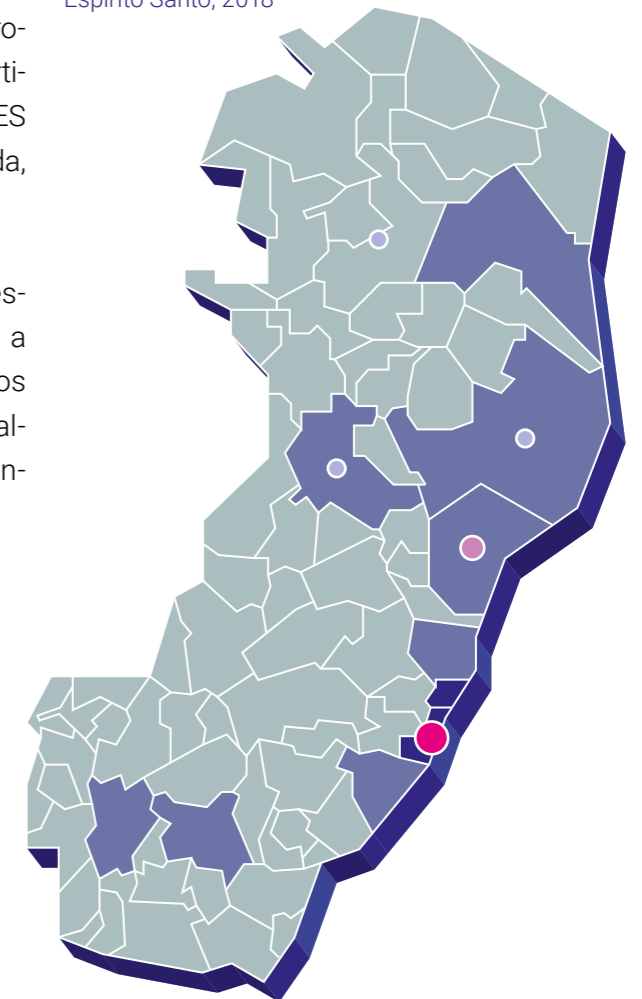 Espírito Santo, 2018
ro-
rti-
ES
da,
es-
a
os
al-
n-